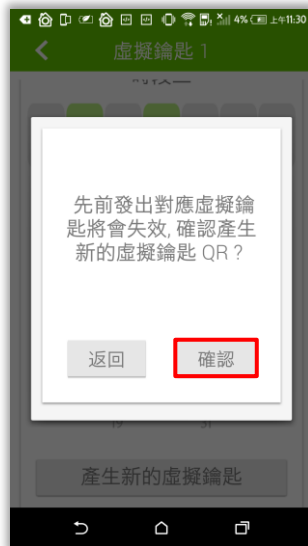 4% 上午11:30
虛擬鑰匙 1
先前發出對應虛擬鑰
匙將會失效, 確認產生
新的虛擬鑰匙 QR ?
返回 確認
19 31
產生新的虛擬鑰匙